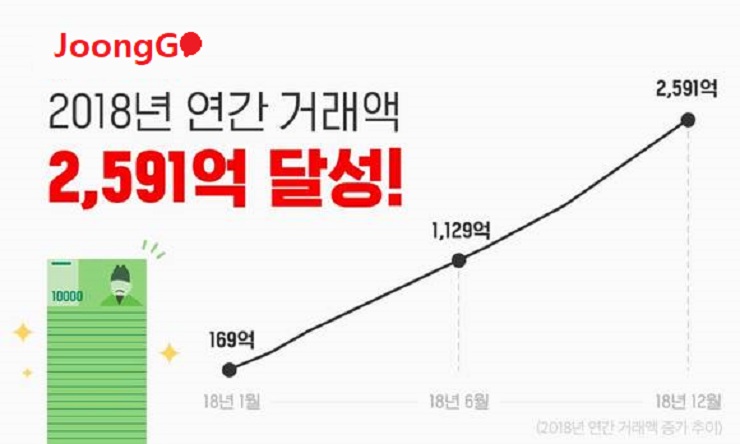 JoongGO
2018년 연간 거래액
2,591억 달성!
2,591억
1,129억
169억
10000
18년 1월
18년 6월
18년 12월
(2018년 연간 거래액 증가 추이)